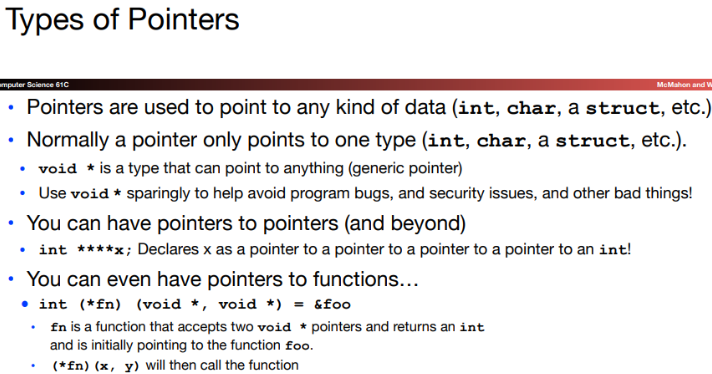 Types of Pointers
omputer Science 61C
McMahon and W
• Pointers are used to point to any kind of data (int, char, a struct, etc.)
• Normally a pointer only points to one type (int, char, a struct, etc.).
• void * is a type that can point to anything (generic pointer)
• Use void * sparingly to help avoid program bugs, and security issues, and other bad things!
• You can have pointers to pointers (and beyond)
• int ****x; Declares x as a pointer to a pointer to a pointer to a pointer to an int!
• You can even have pointers to functions…
• int (*fn) (void *, void *) = &foo
• fn is a function that accepts two void * pointers and returns an int
and is initially pointing to the function foo.
• (*fn)(x, y) will then call the function